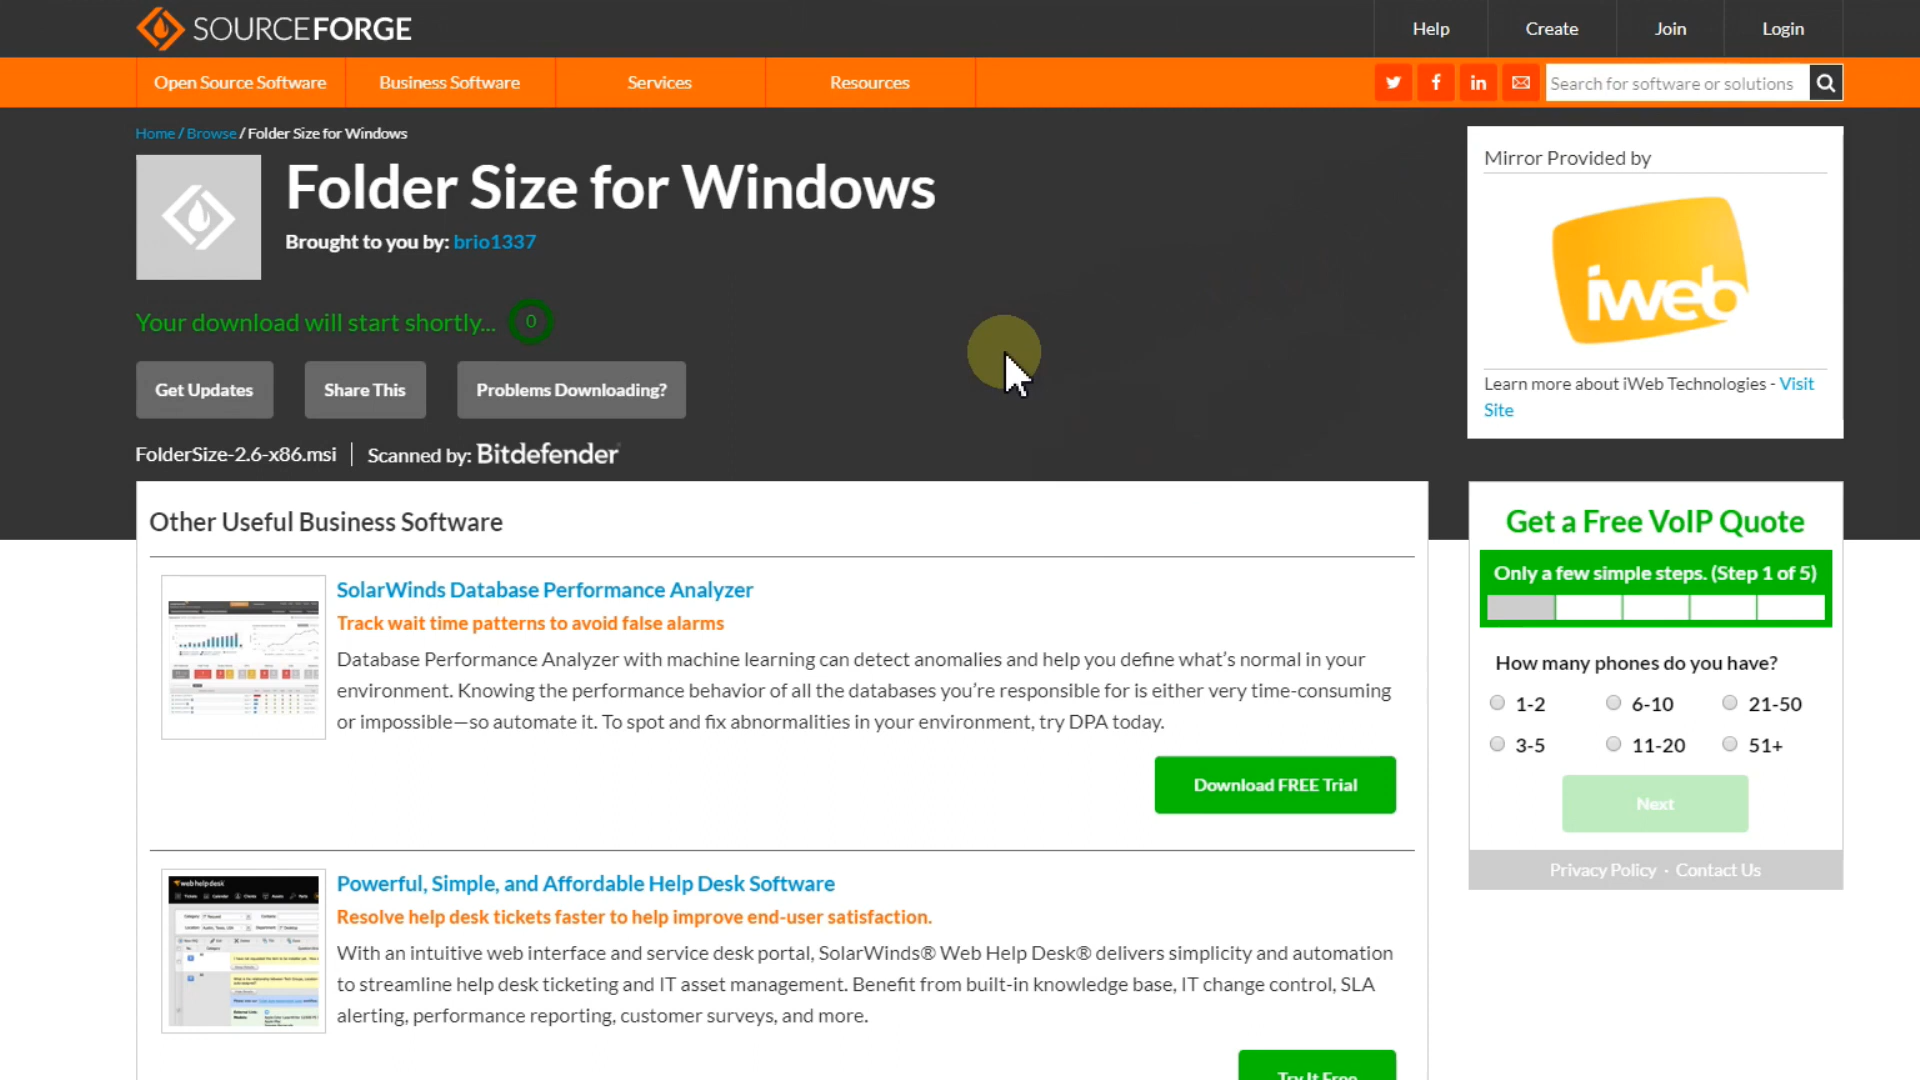 SOURCEFORGE
Help
Create
Join
Login
Open Source Software
Business Software
Services
Resources
Search for software or solutions
Home / Browse / Folder Size for Windows
Folder Size for Windows
Brought to you by: brio1337
Your download will start shortly... 0
Get Updates
Share This
Problems Downloading?
FolderSize-2.6-x86.msi
Scanned by: Bitdefender
Mirror Provided by
iweb
Learn more about iWeb Technologies - Visit
Site
Other Useful Business Software
SolarWinds Database Performance Analyzer
Track wait time patterns to avoid false alarms
Database Performance Analyzer with machine learning can detect anomalies and help you define what’s normal in your
environment. Knowing the performance behavior of all the databases you’re responsible for is either very time-consuming
or impossible—so automate it. To spot and fix abnormalities in your environment, try DPA today.
Download FREE Trial
web help desk
Powerful, Simple, and Affordable Help Desk Software
Resolve help desk tickets faster to help improve end-user satisfaction.
With an intuitive web interface and service desk portal, SolarWinds® Web Help Desk® delivers simplicity and automation
to streamline help desk ticketing and IT asset management. Benefit from built-in knowledge base, IT change control, SLA
alerting, performance reporting, customer surveys, and more.
Try It Free
Get a Free VoIP Quote
Only a few simple steps. (Step 1 of 5)
How many phones do you have?
1-2
6-10
21-50
3-5
11-20
51+
Next
Privacy Policy · Contact Us